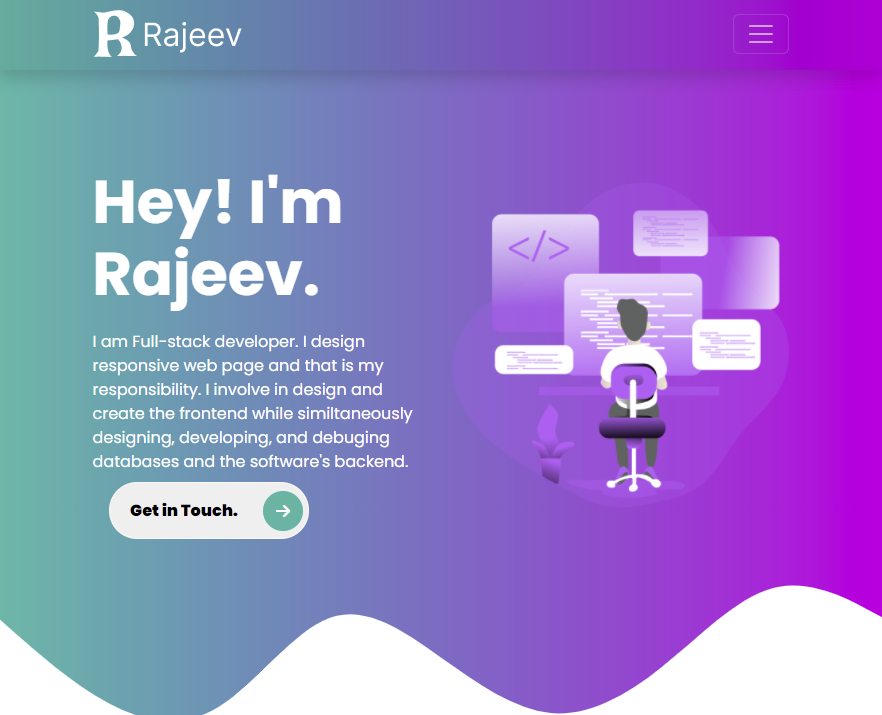 Rajeev
Hey! I'm
Rajeev.
I am Full-stack developer. I design
responsive web page and that is my
responsibility. I involve in design and
create the frontend while similtaneously
designing, developing, and debuging
databases and the software's backend.
Get in Touch.
</>